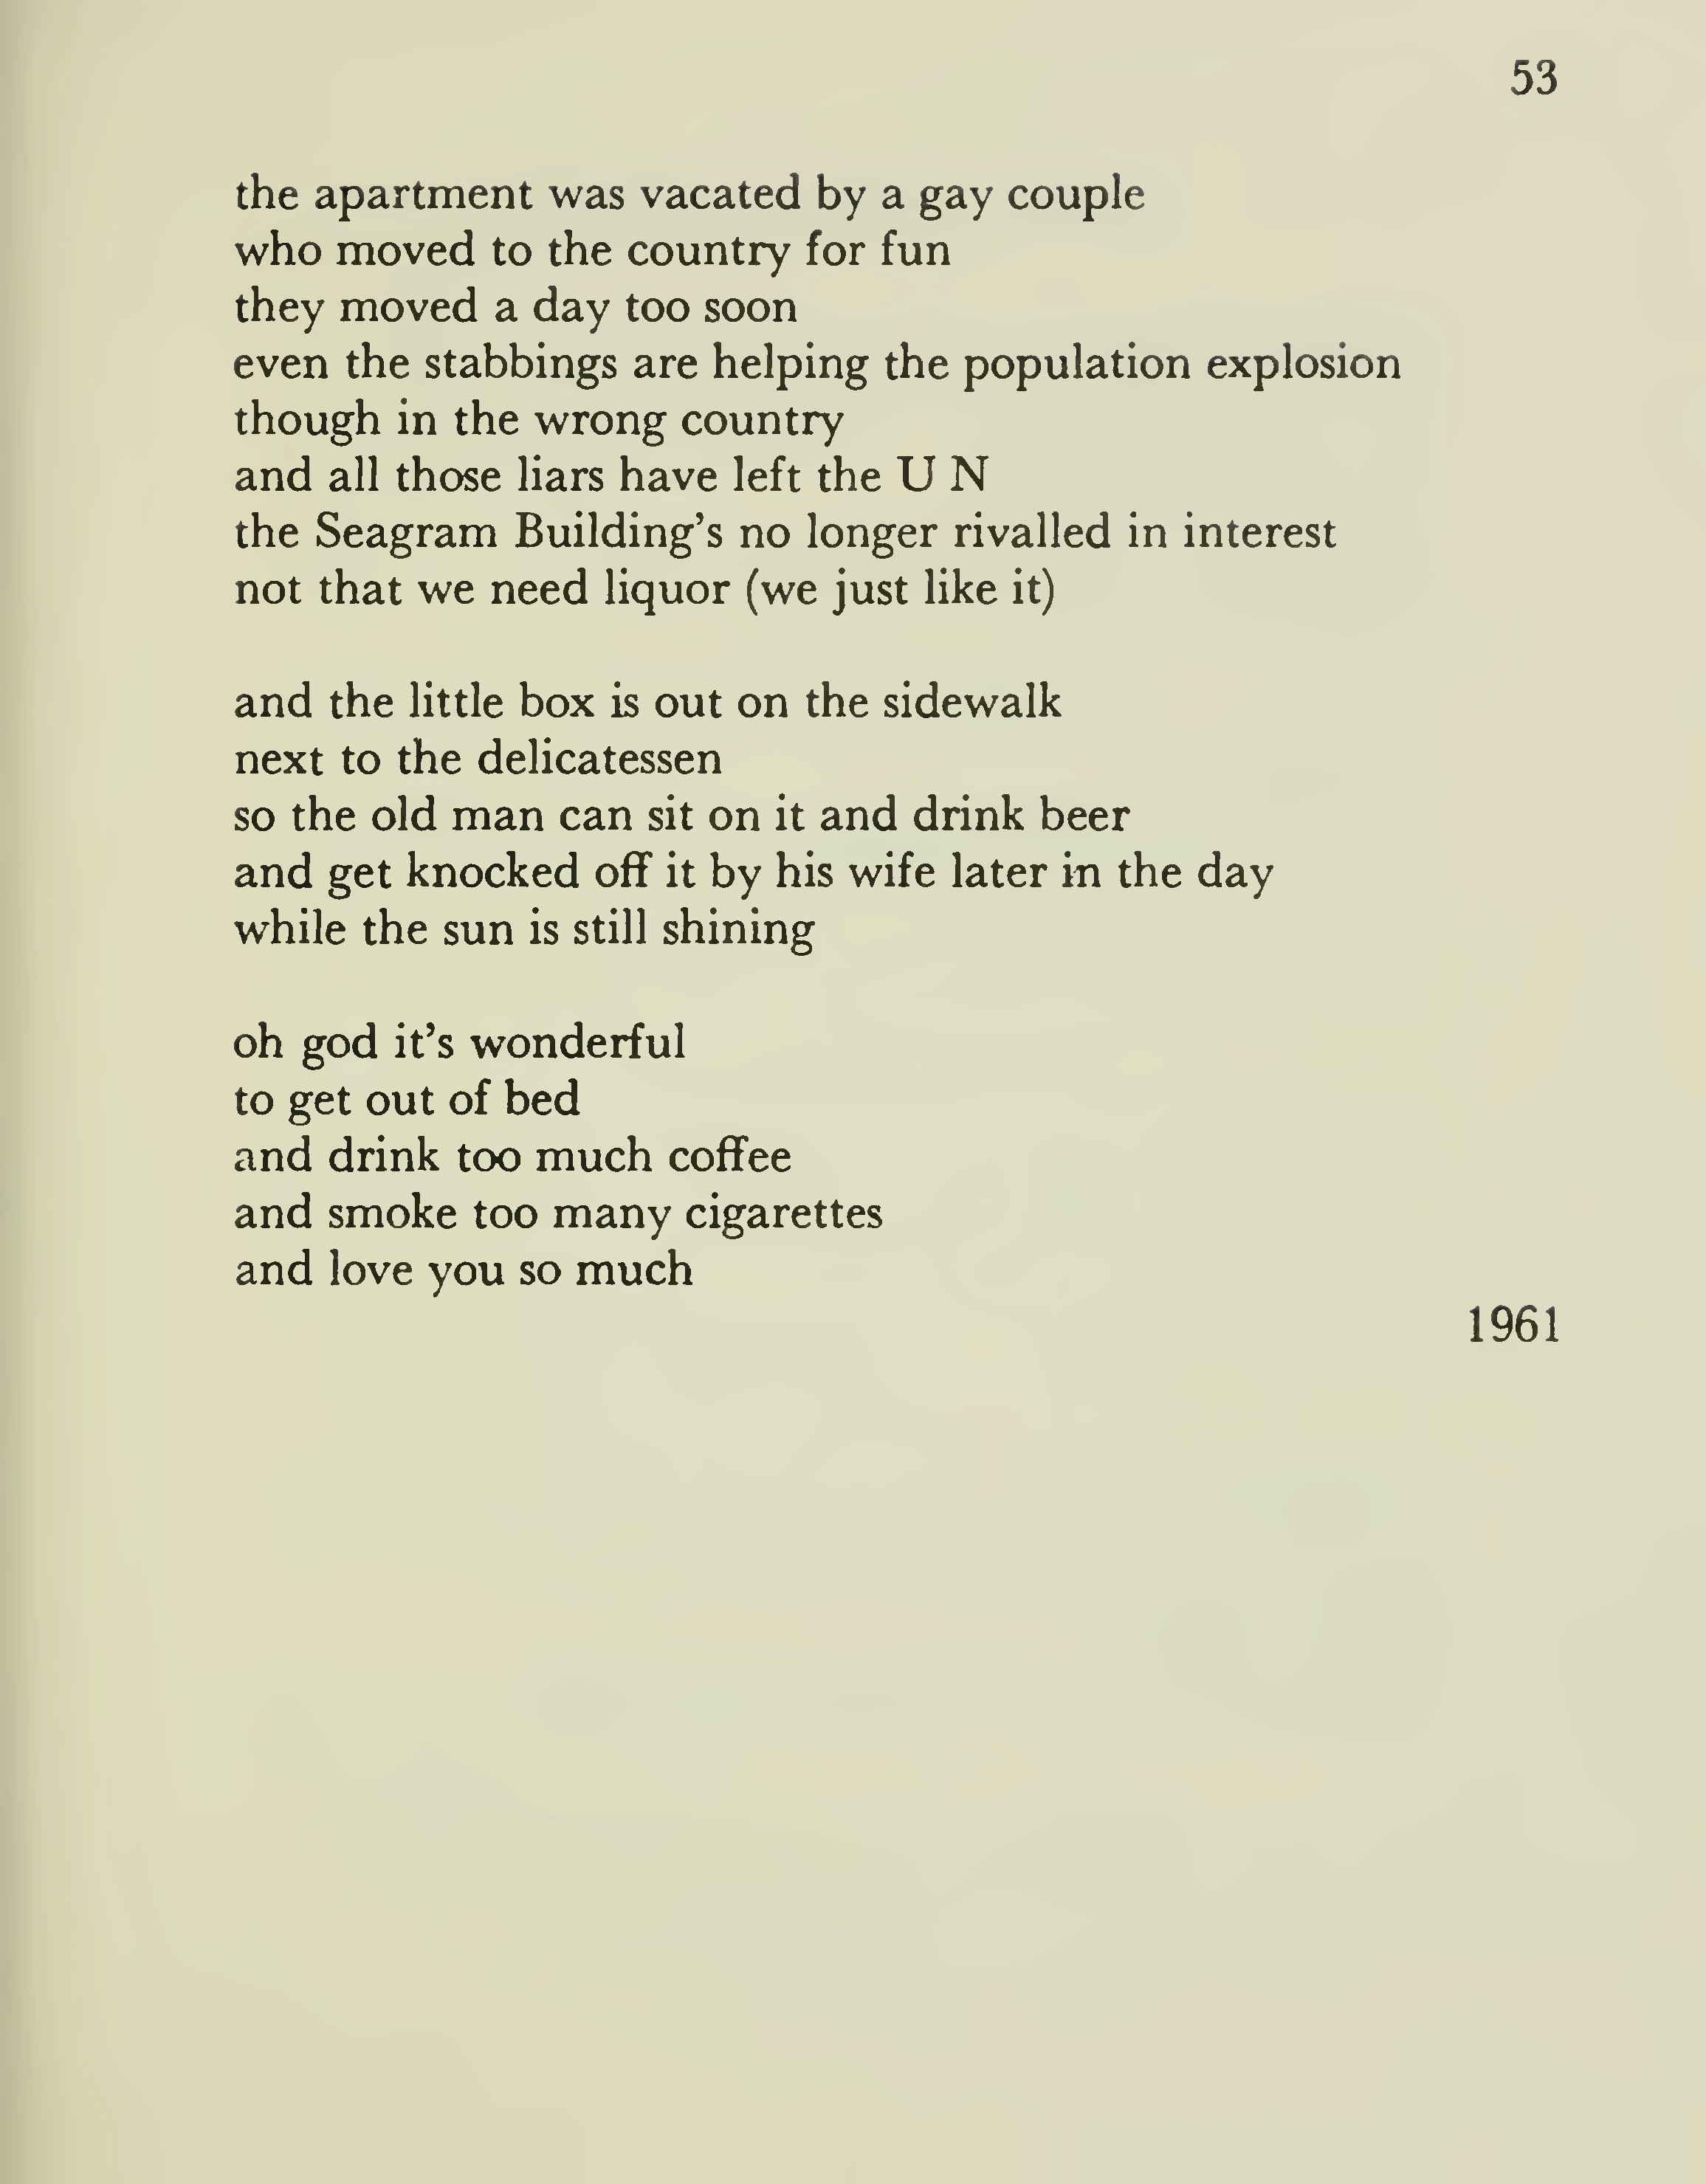 53
the apartment was vacated by a gay couple
who moved to the country for fun
they moved a day too soon
even the stabbings are helping the population explosion
though in the wrong country
and all those liars have left the U N
the Seagram Building's no longer rivalled in interest
not that we need liquor (we just like it)

and the little box is out on the sidewalk
next to the delicatessen
so the old man can sit on it and drink beer
and get knocked off it by his wife later in the day
while the sun is still shining

oh god it's wonderful
to get out of bed
and drink too much coffee
and smoke too many cigarettes
and love you so much
1961